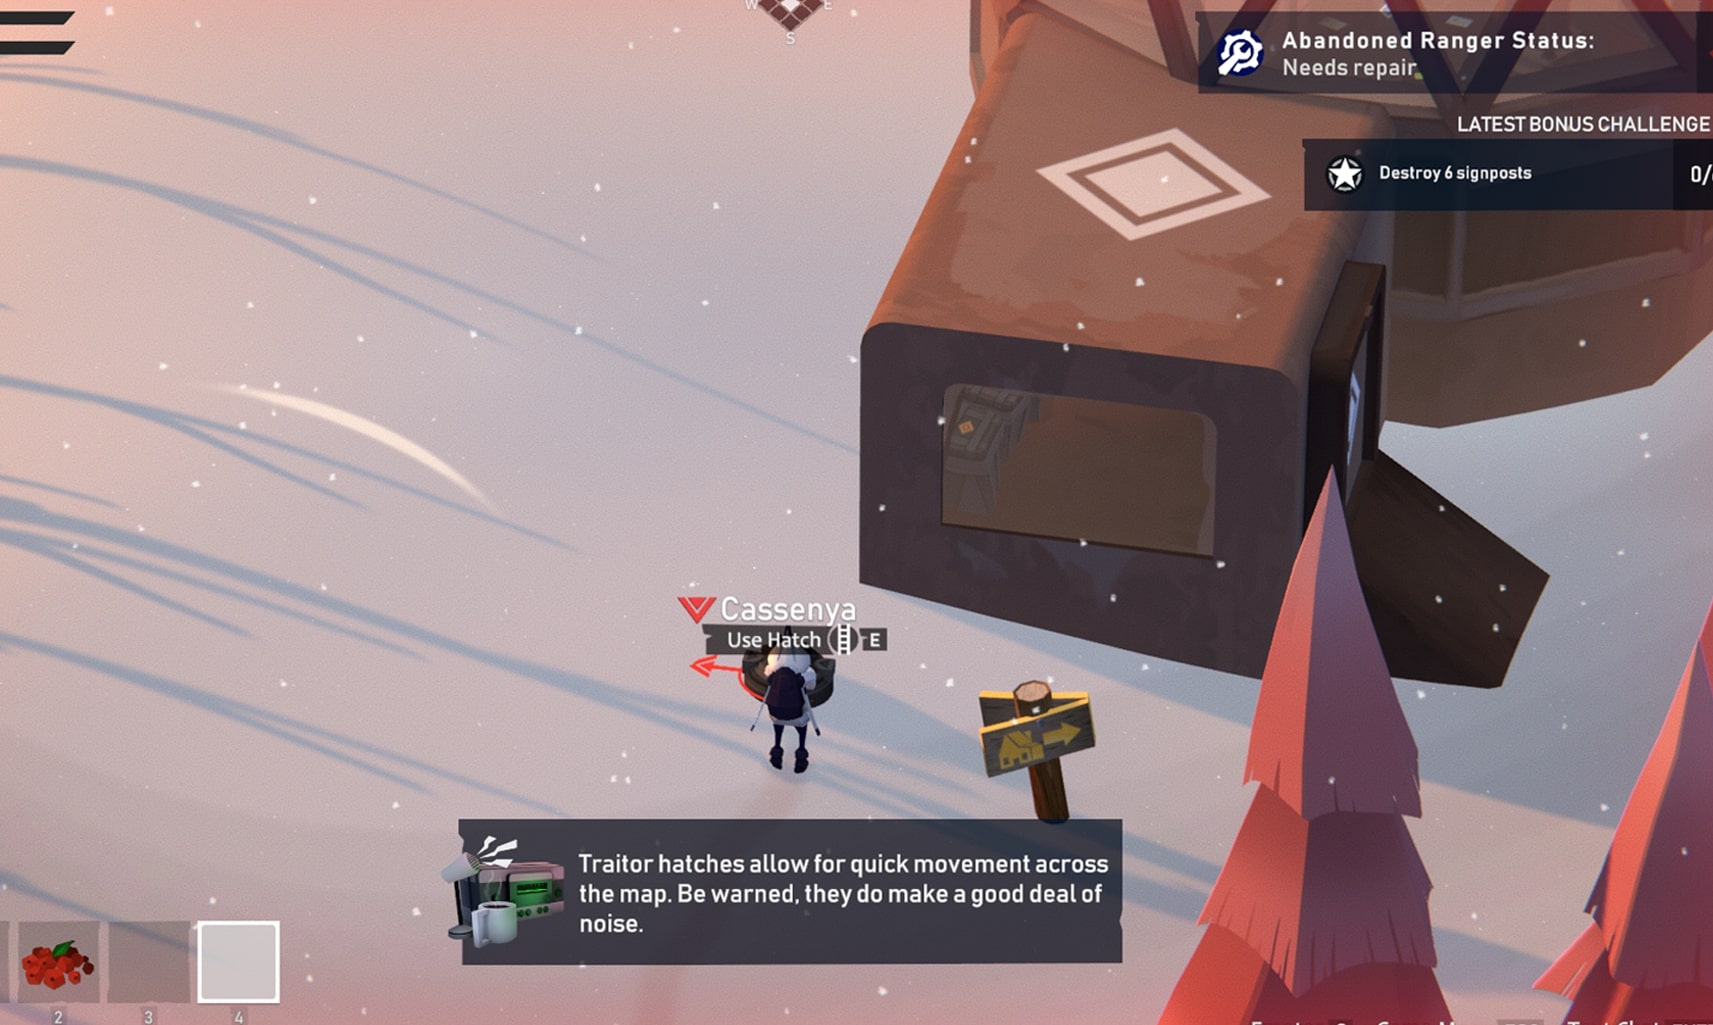 W
E
S
Abandoned Ranger Status:
Needs repair
LATEST BONUS CHALLENGE
Destroy 6 signposts
0/
Cassenya
Use Hatch
E
Traitor hatches allow for quick movement across
the map. Be warned, they do make a good deal of
noise.
2
3
4